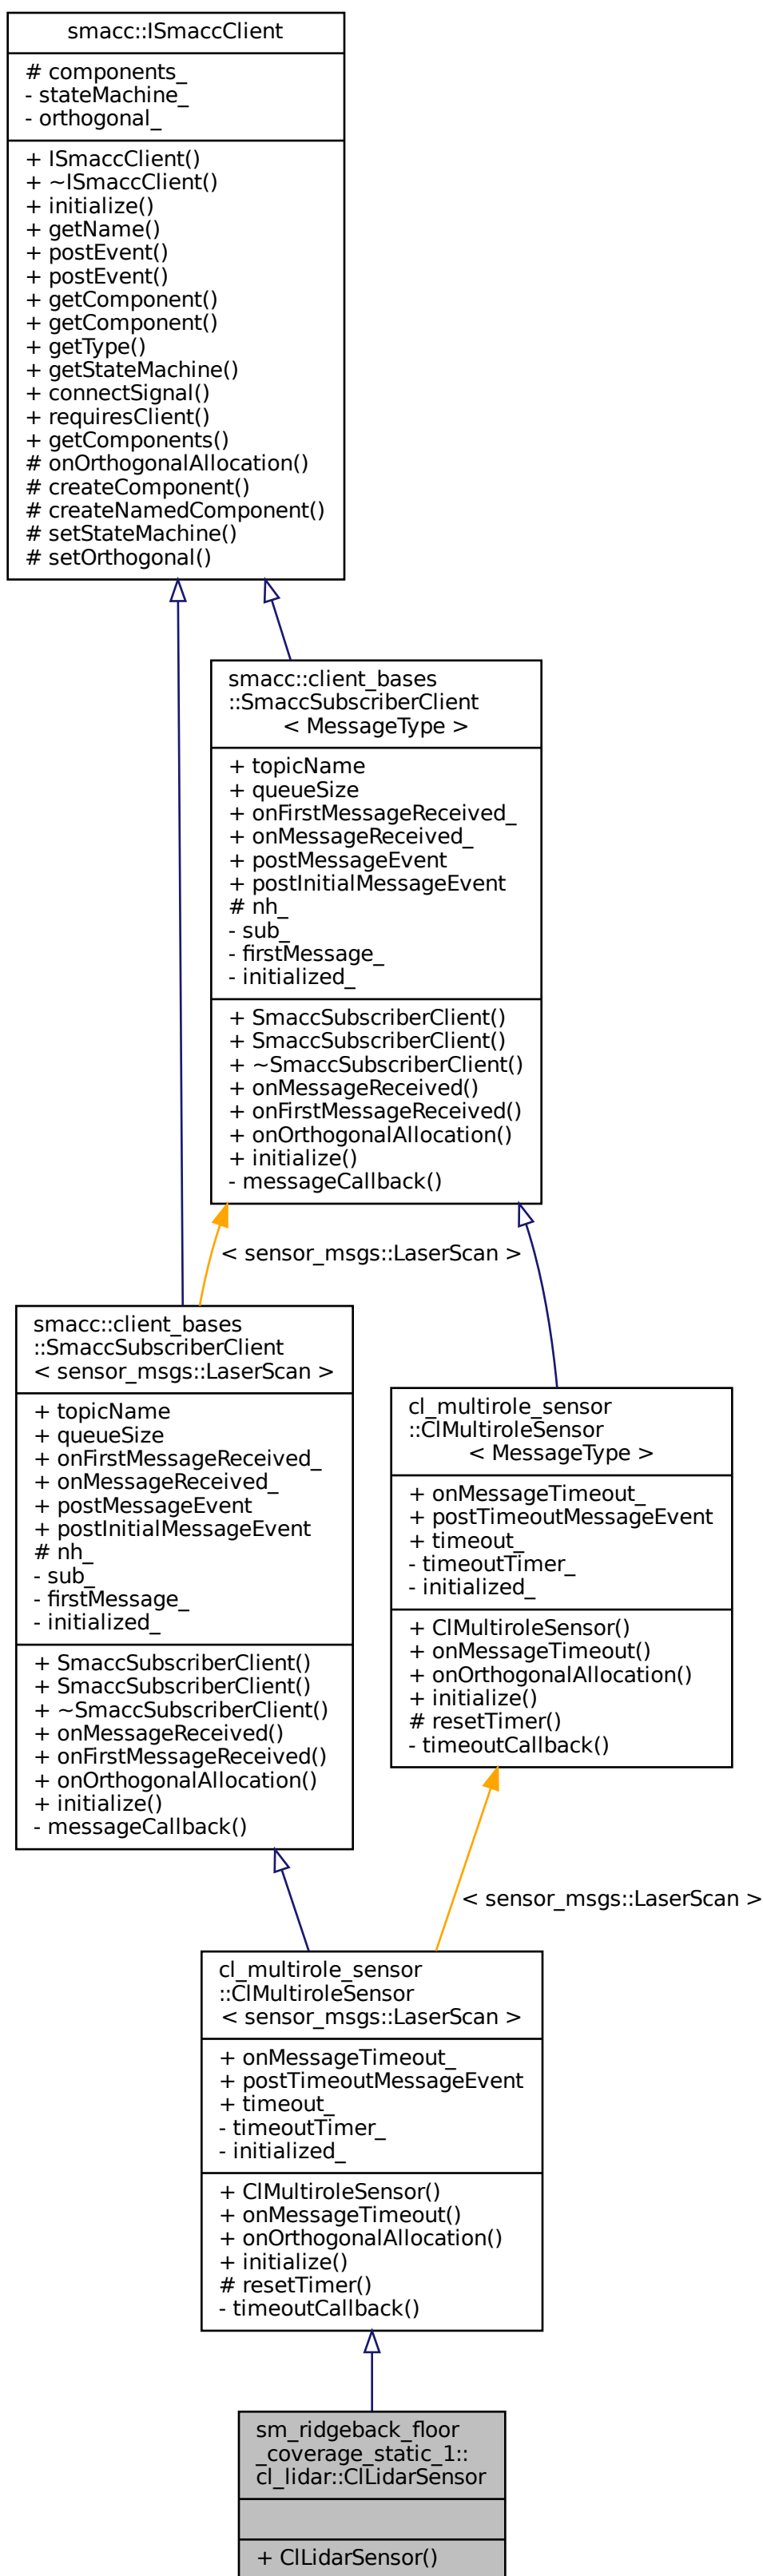 smacc::ISmaccClient
# components_
- stateMachine_
- orthogonal_
+ ISmaccClient()
+ ~ISmaccClient()
+ initialize()
+ getName()
+ postEvent()
+ postEvent()
+ getComponent()
+ getComponent()
+ getType()
+ getStateMachine()
+ connectSignal()
+ requiresClient()
+ getComponents()
# onOrthogonalAllocation()
# createComponent()
# createNamedComponent()
# setStateMachine()
# setOrthogonal()
smacc::client_bases
::SmaccSubscriberClient
< MessageType >
+ topicName
+ queueSize
+ onFirstMessageReceived_
+ onMessageReceived_
+ postMessageEvent
+ postInitialMessageEvent
# nh_
- sub_
- firstMessage_
- initialized_
+ SmaccSubscriberClient()
+ SmaccSubscriberClient()
+ ~SmaccSubscriberClient()
+ onMessageReceived()
+ onFirstMessageReceived()
+ onOrthogonalAllocation()
+ initialize()
- messageCallback()
< sensor_msgs::LaserScan >
smacc::client_bases
::SmaccSubscriberClient
< sensor_msgs::LaserScan >
+ topicName
+ queueSize
+ onFirstMessageReceived_
+ onMessageReceived_
+ postMessageEvent
+ postInitialMessageEvent
# nh_
- sub_
- firstMessage_
- initialized_
+ SmaccSubscriberClient()
+ SmaccSubscriberClient()
+ ~SmaccSubscriberClient()
+ onMessageReceived()
+ onFirstMessageReceived()
+ onOrthogonalAllocation()
+ initialize()
- messageCallback()
cl_multirole_sensor
::ClMultiroleSensor
< MessageType >
+ onMessageTimeout_
+ postTimeoutMessageEvent
+ timeout_
- timeoutTimer_
- initialized_
+ ClMultiroleSensor()
+ onMessageTimeout()
+ onOrthogonalAllocation()
+ initialize()
# resetTimer()
- timeoutCallback()
< sensor_msgs::LaserScan >
cl_multirole_sensor
::ClMultiroleSensor
< sensor_msgs::LaserScan >
+ onMessageTimeout_
+ postTimeoutMessageEvent
+ timeout_
- timeoutTimer_
- initialized_
+ ClMultiroleSensor()
+ onMessageTimeout()
+ onOrthogonalAllocation()
+ initialize()
# resetTimer()
- timeoutCallback()
sm_ridgeback_floor
_coverage_static_1::
cl_lidar::ClLidarSensor
+ ClLidarSensor()